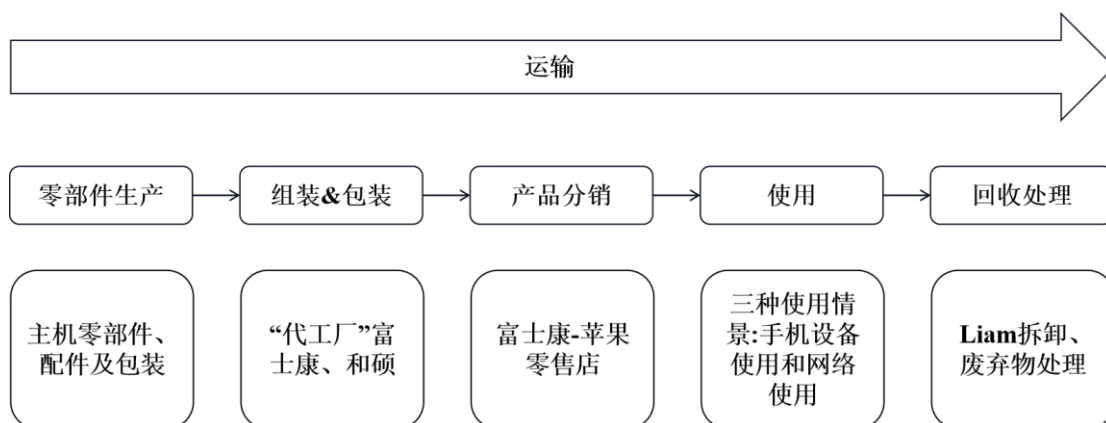 运输
零部件生产
组装&包装
产品分销
使用
回收处理
主机零部件、
配件及包装
“代工厂”富
士康、和硕
富士康-苹果
零售店
三种使用情
景:手机设备
使用和网络
使用
Liam拆卸、
废弃物处理